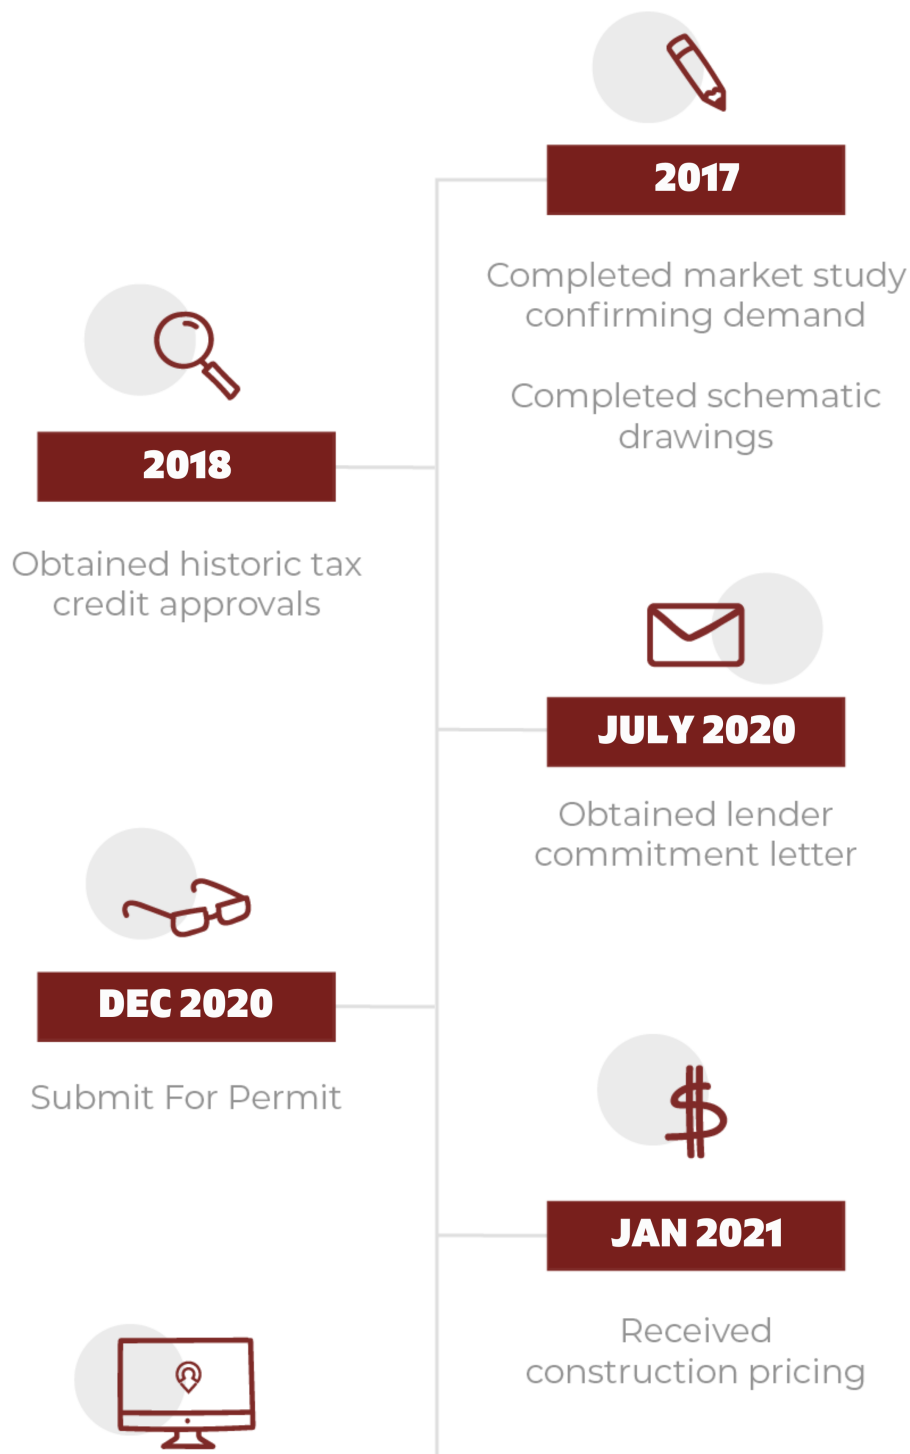 2017
Completed market study
confirming demand
Completed schematic
drawings
2018
Obtained historic tax
credit approvals
JULY 2020
Obtained lender
commitment letter
DEC 2020
Submit For Permit
JAN 2021
Received
construction pricing